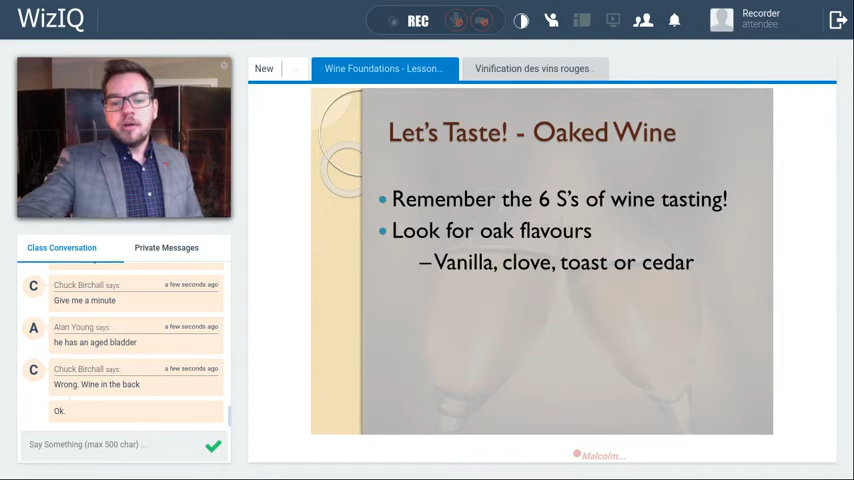 WizIQ
REC
Recorder
attendee
New
Wine Foundations - Lesson...
Vinification des vins rouges...
Let's Taste! - Oaked Wine
Remember the 6 S's of wine tasting!
Look for oak flavours
–Vanilla, clove, toast or cedar
Malcolm...
Class Conversation
Private Messages
C
Chuck Birchall says:
a few seconds ago
Give me a minute
A
Alan Young says:
a few seconds ago
he has an aged bladder
C
Chuck Birchall says:
a few seconds ago
Wrong. Wine in the back
Ok.
Say Something (max 500 char) ...